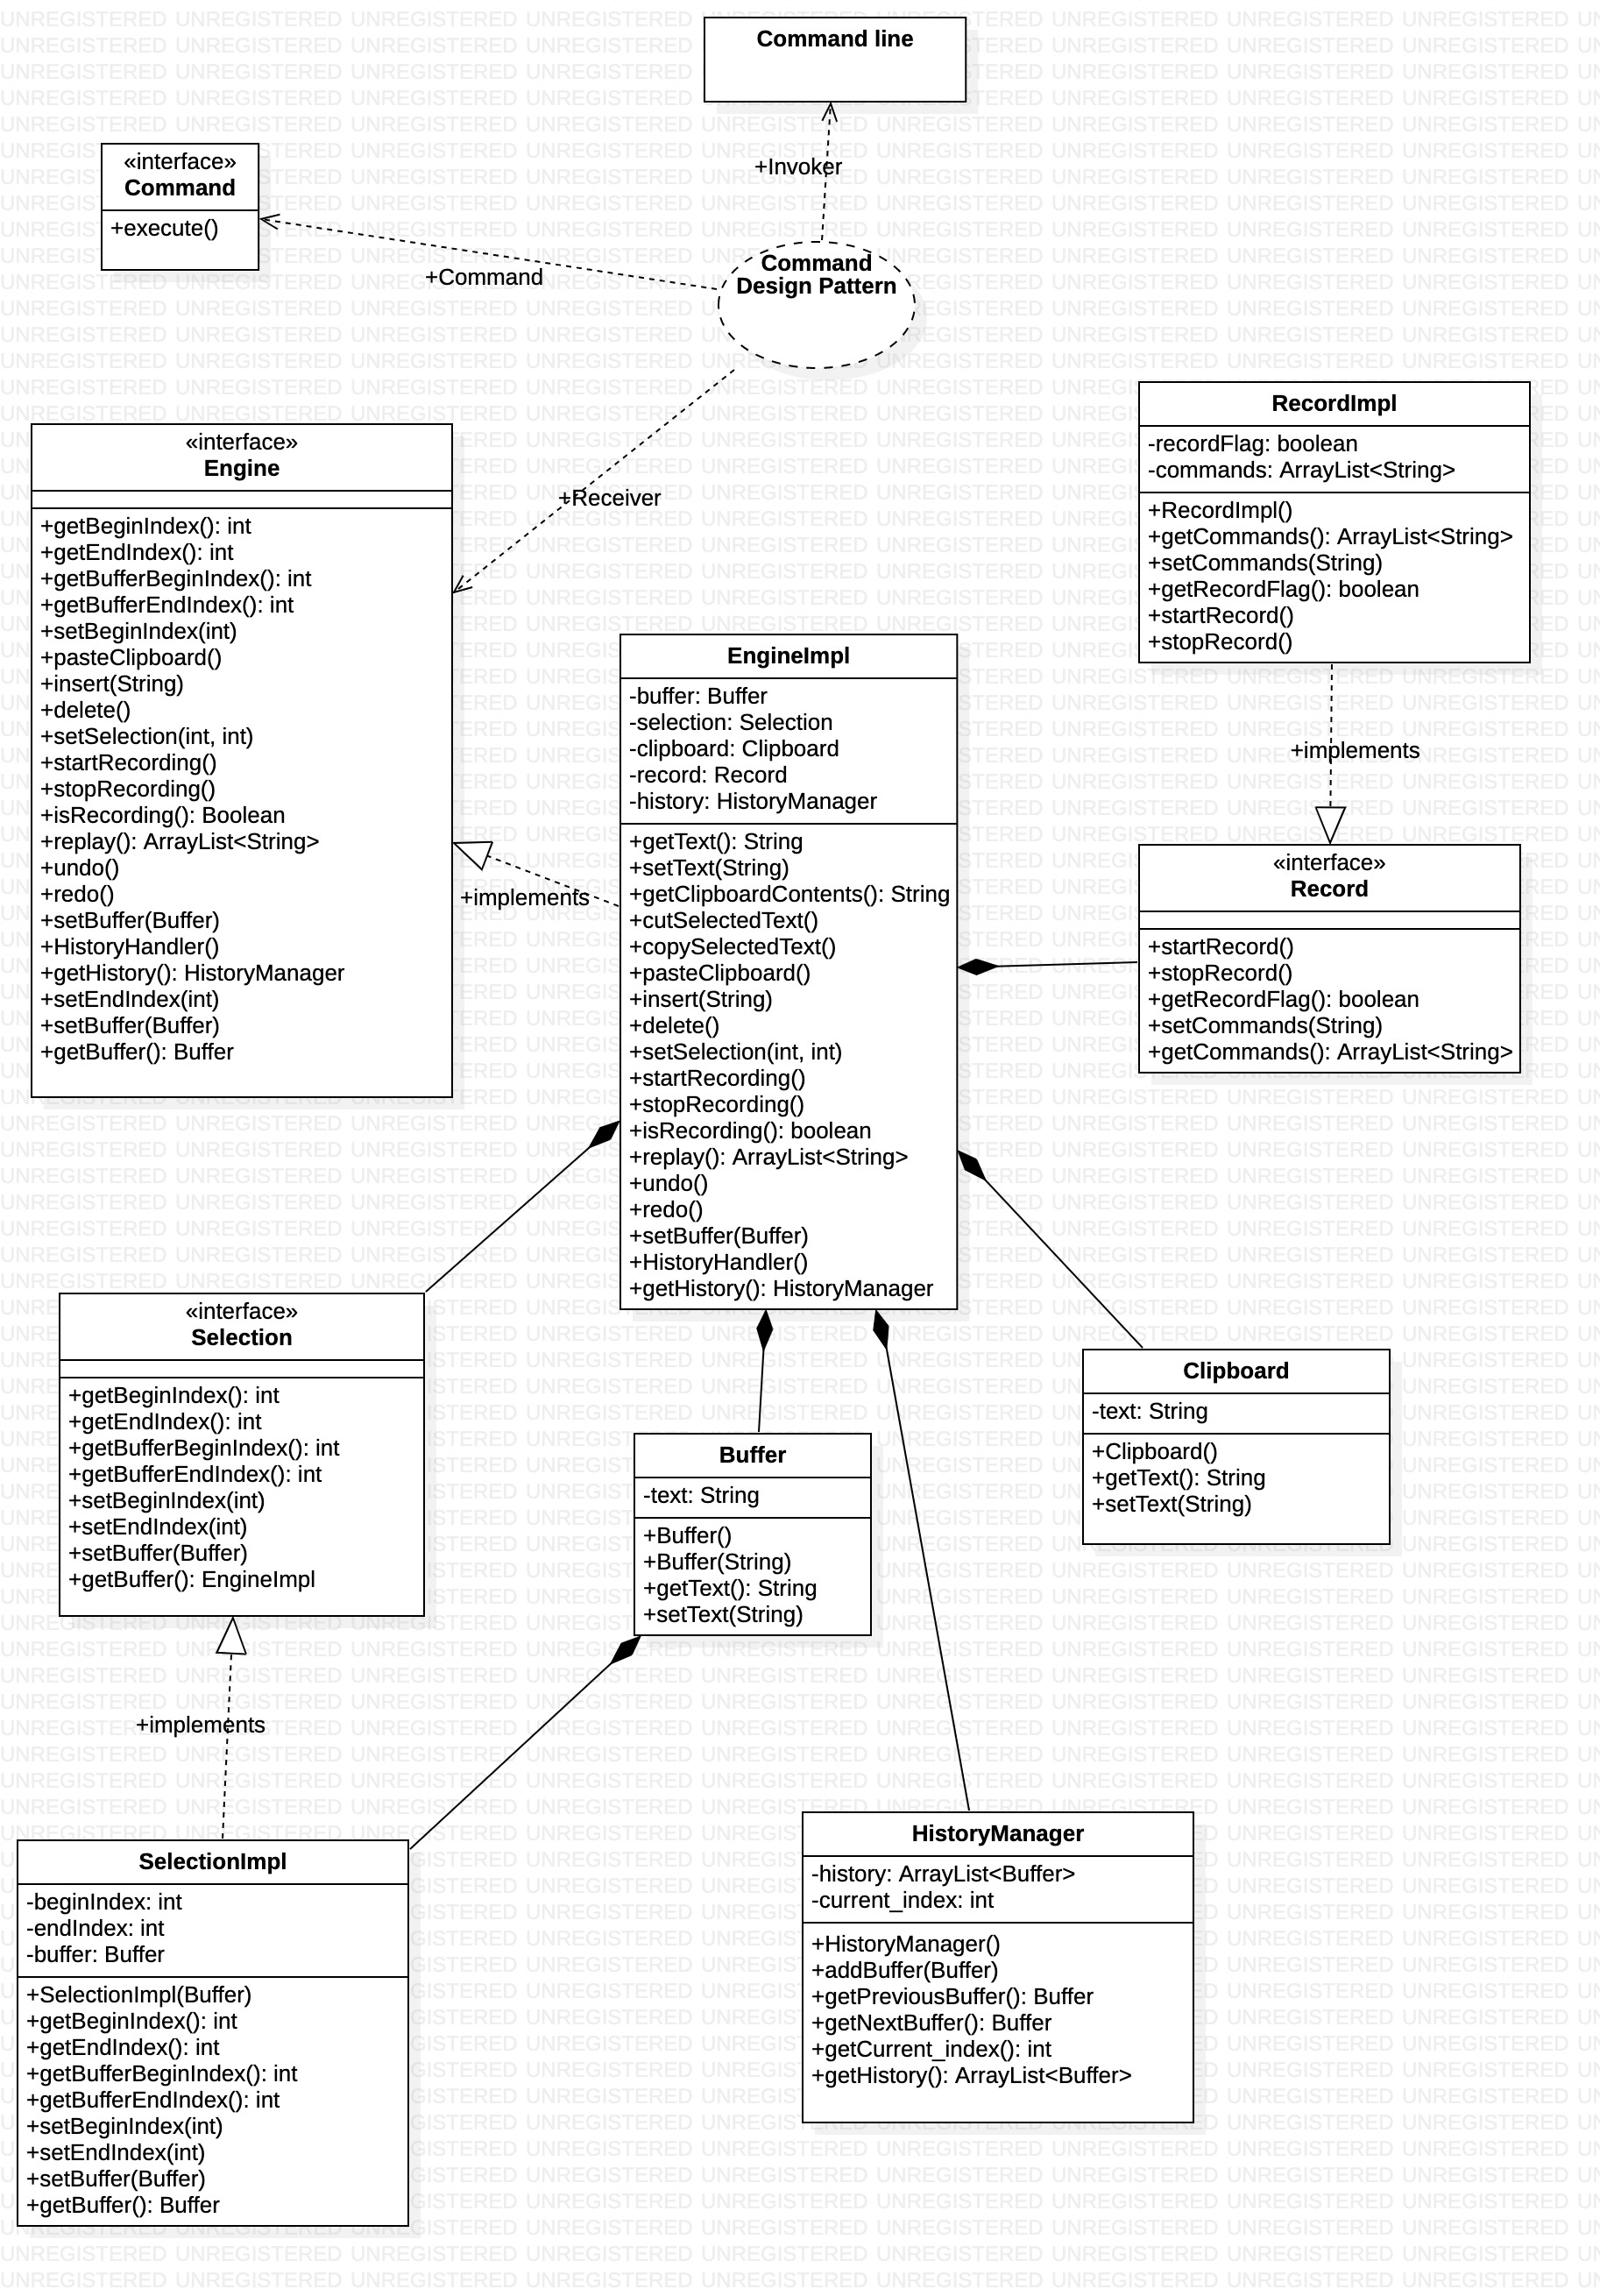 Command line
«interface»
Command
+execute()
+Invoker
+Command
Command
Design Pattern
+Receiver
«interface»
Engine
+getBeginIndex(): int
+getEndIndex(): int
+getBufferBeginIndex(): int
+getBufferEndIndex(): int
+setBeginIndex(int)
+pasteClipboard()
+insert(String)
+delete()
+setSelection(int, int)
+startRecording()
+stopRecording()
+isRecording(): Boolean
+replay(): ArrayList<String>
+undo()
+redo()
+setBuffer(Buffer)
+HistoryHandler()
+getHistory(): HistoryManager
+setEndIndex(int)
+setBuffer(Buffer)
+getBuffer(): Buffer
+implements
EngineImpl
-buffer: Buffer
-selection: Selection
-clipboard: Clipboard
-record: Record
-history: HistoryManager
+getText(): String
+setText(String)
+getClipboardContents(): String
+cutSelectedText()
+copySelectedText()
+pasteClipboard()
+insert(String)
+delete()
+setSelection(int, int)
+startRecording()
+stopRecording()
+isRecording(): boolean
+replay(): ArrayList<String>
+undo()
+redo()
+setBuffer(Buffer)
+HistoryHandler()
+getHistory(): HistoryManager
RecordImpl
-recordFlag: boolean
-commands: ArrayList<String>
+RecordImpl()
+getCommands(): ArrayList<String>
+setCommands(String)
+getRecordFlag(): boolean
+startRecord()
+stopRecord()
+implements
«interface»
Record
+startRecord()
+stopRecord()
+getRecordFlag(): boolean
+setCommands(String)
+getCommands(): ArrayList<String>
«interface»
Selection
+getBeginIndex(): int
+getEndIndex(): int
+getBufferBeginIndex(): int
+getBufferEndIndex(): int
+setBeginIndex(int)
+setEndIndex(int)
+setBuffer(Buffer)
+getBuffer(): EngineImpl
Buffer
-text: String
+Buffer()
+Buffer(String)
+getText(): String
+setText(String)
Clipboard
-text: String
+Clipboard()
+getText(): String
+setText(String)
+implements
SelectionImpl
-beginIndex: int
-endIndex: int
-buffer: Buffer
+SelectionImpl(Buffer)
+getBeginIndex(): int
+getEndIndex(): int
+getBufferBeginIndex(): int
+getBufferEndIndex(): int
+setBeginIndex(int)
+setEndIndex(int)
+setBuffer(Buffer)
+getBuffer(): Buffer
HistoryManager
-history: ArrayList<Buffer>
-current_index: int
+HistoryManager()
+addBuffer(Buffer)
+getPreviousBuffer(): Buffer
+getNextBuffer(): Buffer
+getCurrent_index(): int
+getHistory(): ArrayList<Buffer>
UNREGISTERED